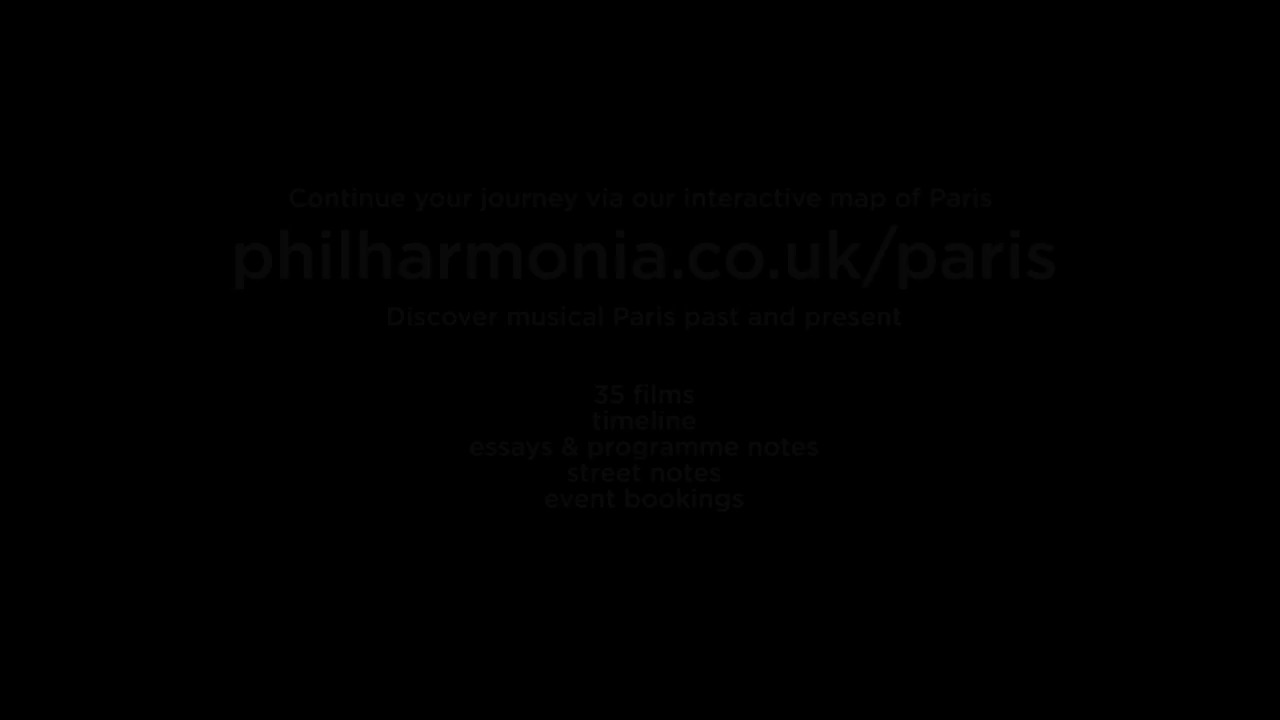 Continue your journey via our interactive map of Paris
philharmonia.co.uk/paris
Discover musical Paris past and present
35 films
timeline
essays & programme notes
street notes
event bookings